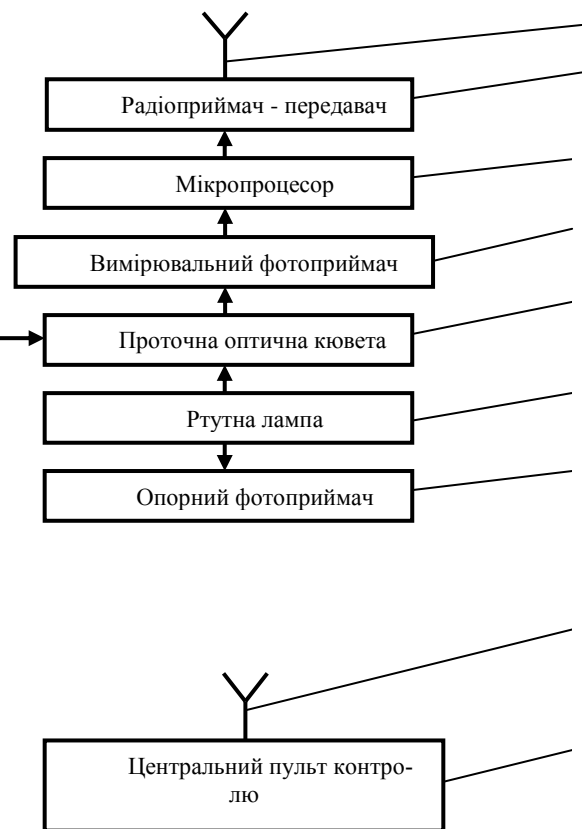 Радіоприймач - передавач
Мікропроцесор
Вимірювальний фотоприймач
Проточна оптична кювета
Ртутна лампа
Опорний фотоприймач
Центральний пульт контро-
лю